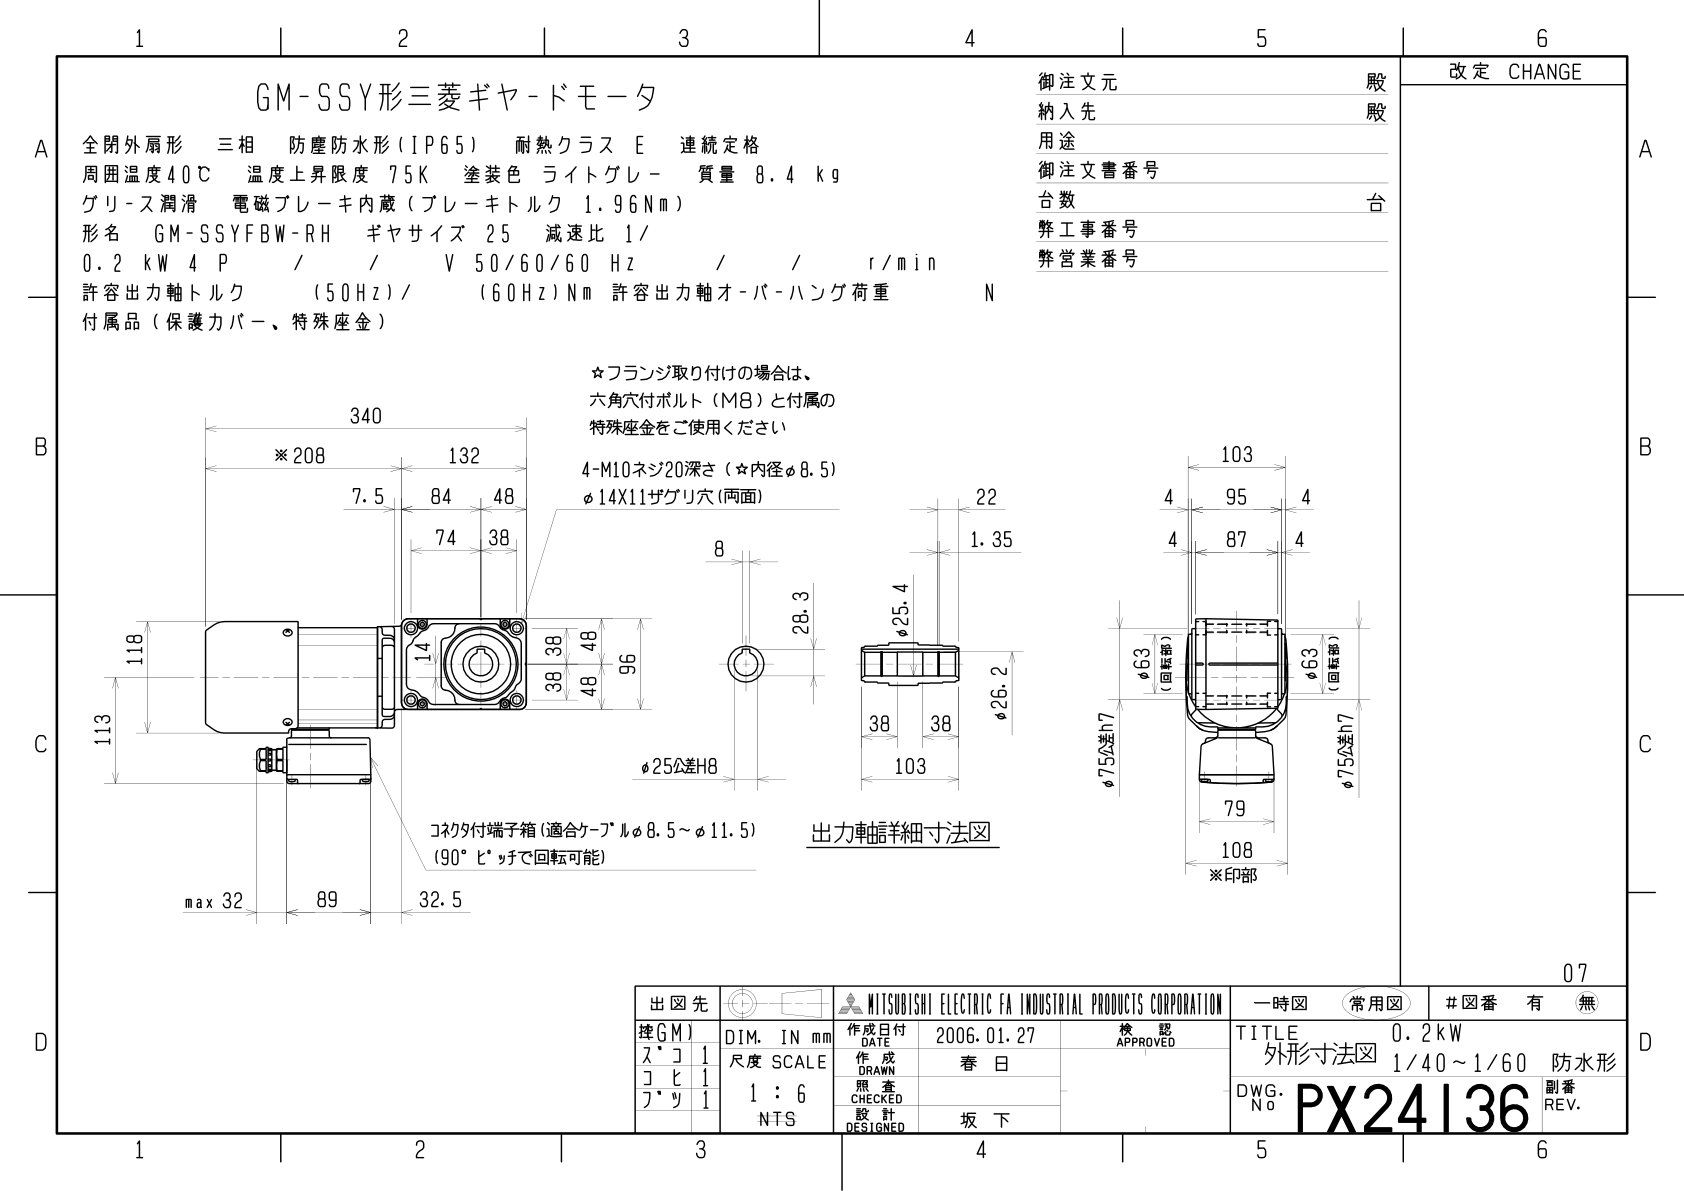 1 2 3 4 5 6
改定 CHANGE
GM-SSY形三菱ギヤ-ドモータ
全閉外扇形 三相 防塵防水形(IP65) 耐熱クラス E 連続定格
周囲温度40℃ 温度上昇限度 75K 塗装色 ライトグレー 質量 8.4 kg
グリ-ス潤滑 電磁ブレーキ内蔵(ブレーキトルク 1.96Nm)
形名 GM-SSYFBW-RH ギヤサイズ 25 減速比 1/
0.2 kW 4 P / / V 50/60/60 Hz / / r/min
許容出力軸トルク (50Hz)/ (60Hz)Nm 許容出力軸オ-バ-ハング荷重 N
付属品(保護カバー、特殊座金)
御注文元 殿
納入先 殿
用途
御注文書番号
台数 台
弊工事番号
弊営業番号
A A
B B
C C
D D
☆フランジ取り付けの場合は、
六角穴付ボルト(M8)と付属の
特殊座金をご使用ください
4-M10ネジ20深さ(☆内径φ8.5)
φ14X11ザグリ穴(両面)
340
※208 132
7.5 84 48
74 38
118
113
14
38 48
38 48
96
コネクタ付端子箱(適合ケーブルφ8.5~φ11.5)
(90°ピッチで回転可能)
max 32 89 32.5
8
28.3
φ25公差H8
22
1.35
φ25.4
φ26.2
38 38
103
出力軸詳細寸法図
103
4 95 4
4 87 4
φ63
(回転部)
φ63
(回転部)
φ75公差h7
φ75公差h7
79
108
※印部
07
出図先
MITSUBISHI ELECTRIC FA INDUSTRIAL PRODUCTS CORPORATION
一時図 常用図 #図番 有 無
GM)
スﾞコ 1
コヒ 1
フﾞツ 1
DIM. IN mm
尺度 SCALE
1 : 6
NTS
作成日付
DATE
2006.01.27
検 認
APPROVED
作 成
DRAWN
春 日
照 査
CHECKED
設 計
DESIGNED
坂 下
TITLE 0.2kW
外形寸法図 1/40~1/60 防水形
DWG.
No
PX24136
副番
REV.
1 2 3 4 5 6